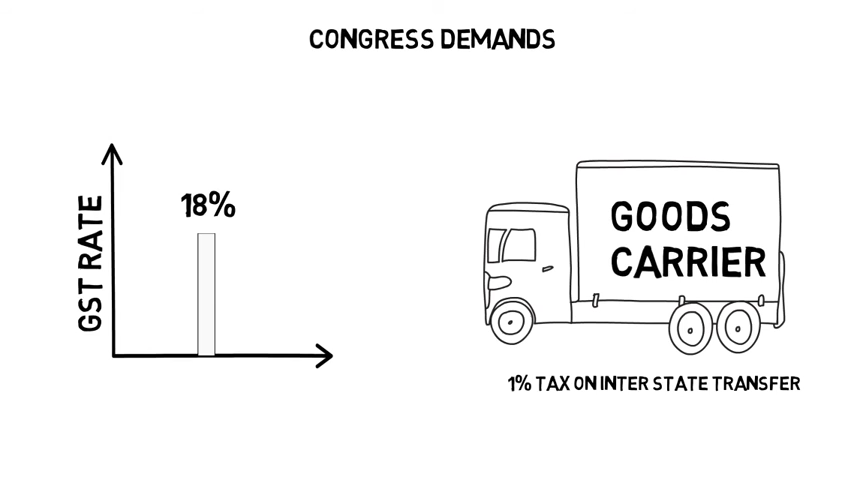 CONGRESS DEMANDS
GST RATE
18%
GOODS
CARRIER
1% TAX ON INTER STATE TRANSFER